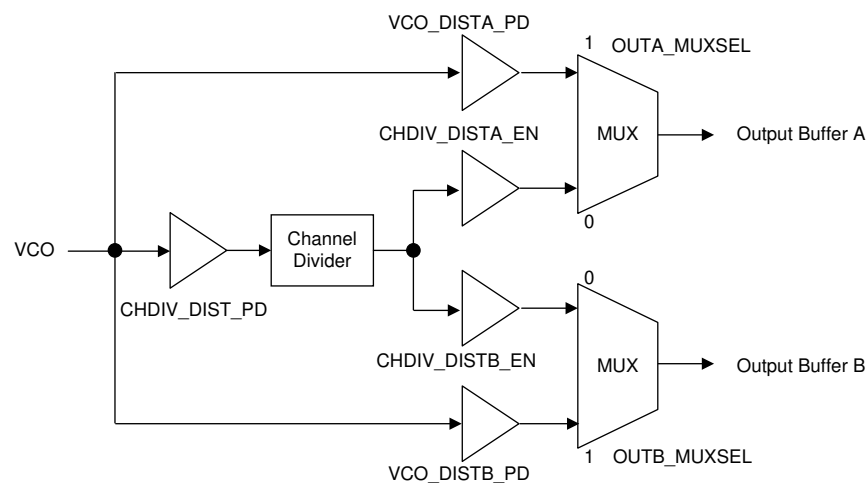 VCO_DISTA_PD
1
OUTA_MUXSEL
CHDIV_DISTA_EN
MUX
Output Buffer A
0
VCO
Channel
Divider
CHDIV_DIST_PD
0
CHDIV_DISTB_EN
MUX
Output Buffer B
VCO_DISTB_PD
1
OUTB_MUXSEL